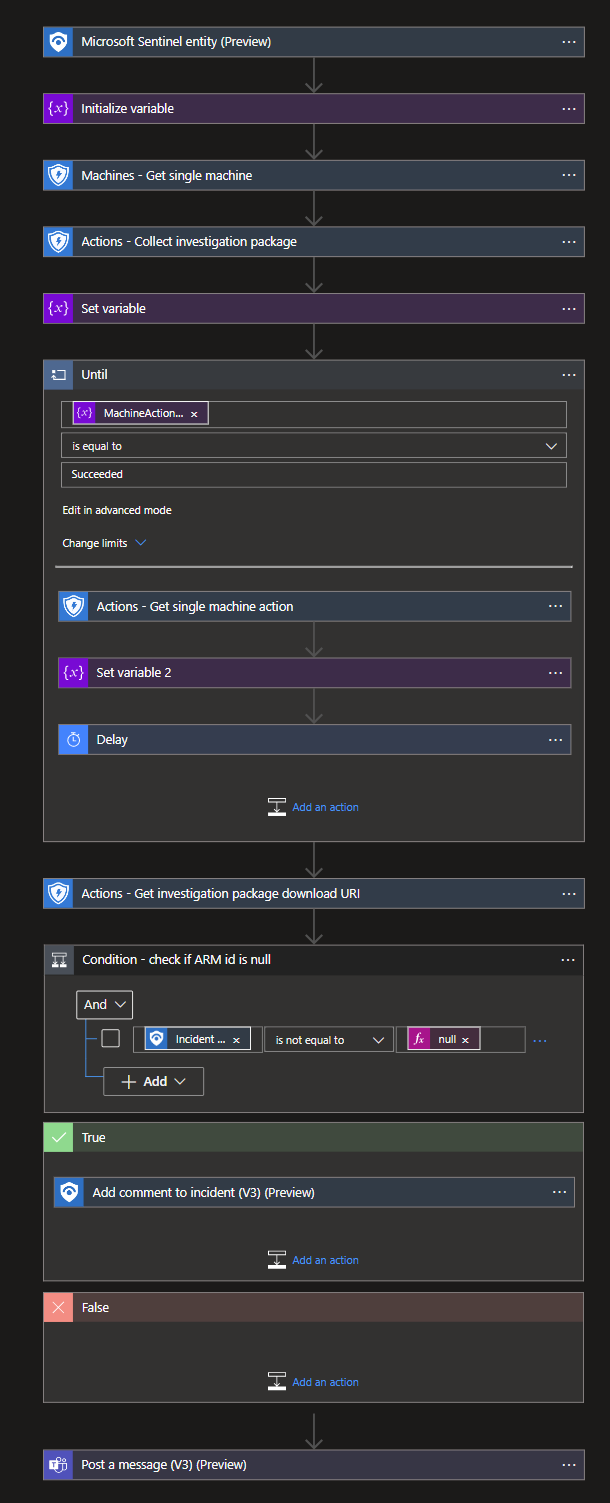 Microsoft Sentinel entity (Preview)
{x} Initialize variable
Machines - Get single machine
Actions - Collect investigation package
{x} Set variable
Until
{x} MachineAction... ×
is equal to
Succeeded
Edit in advanced mode
Change limits
Actions - Get single machine action
{x} Set variable 2
Delay
Add an action
Actions - Get investigation package download URI
Condition - check if ARM id is null
And
Incident ... × is not equal to fx null ×
+ Add
True
Add comment to incident (V3) (Preview)
Add an action
False
Add an action
Post a message (V3) (Preview)